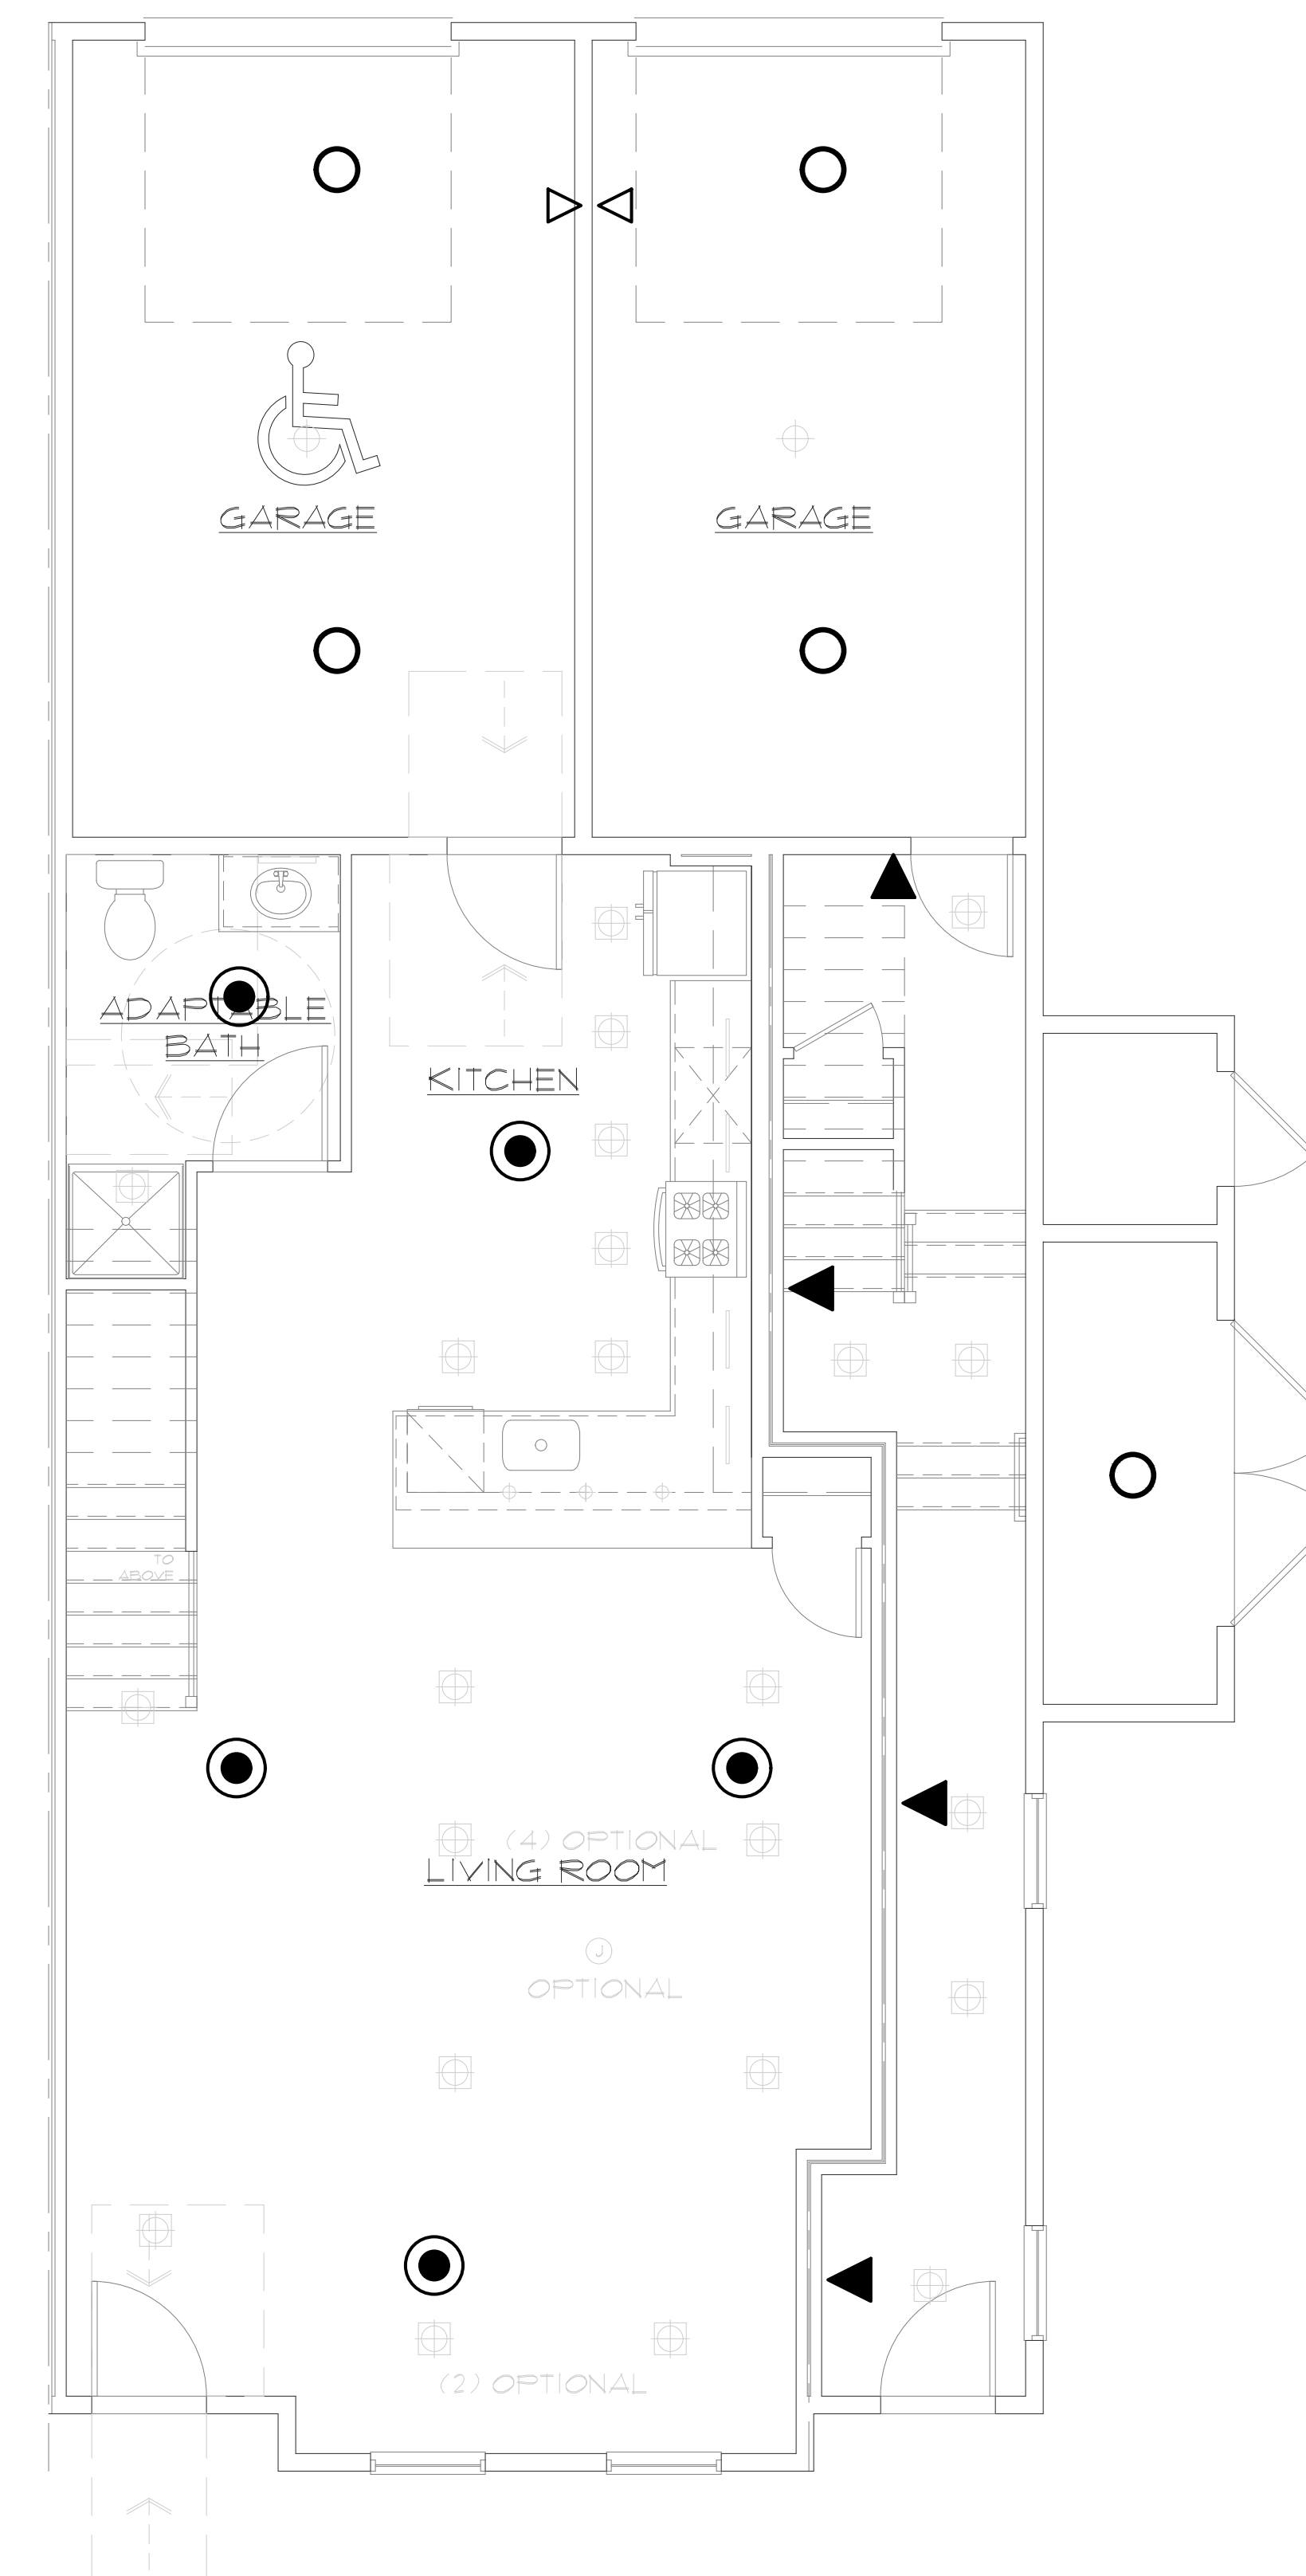 GARAGE
GARAGE
ADAPTABLE
BATH
KITCHEN
TO
ABOVE
(4) OPTIONAL
LIVING ROOM
J
OPTIONAL
(2) OPTIONAL